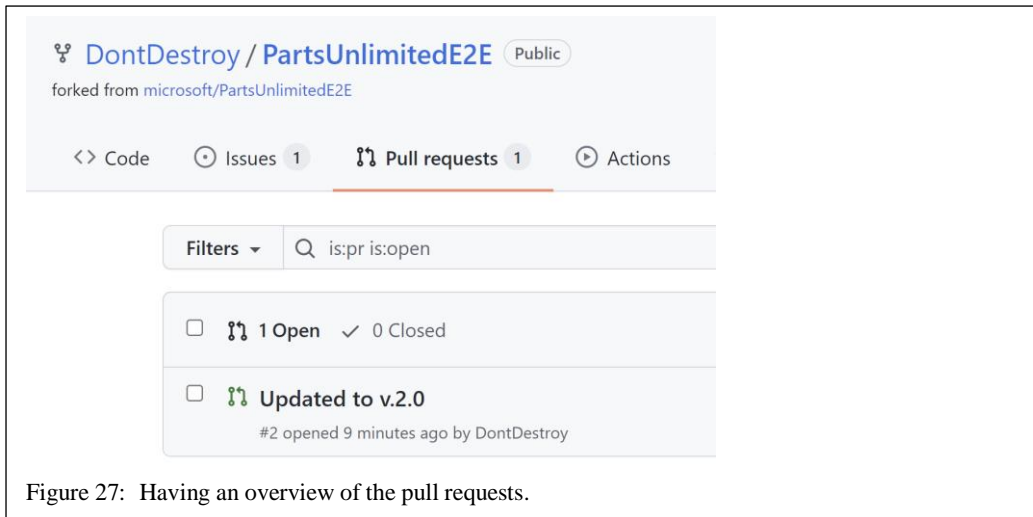 DontDestroy / PartsUnlimitedE2E Public
forked from microsoft/PartsUnlimitedE2E
<> Code Issues 1 Pull requests 1 Actions
Filters is:pr is:open
1 Open 0 Closed
Updated to v.2.0
#2 opened 9 minutes ago by DontDestroy
Figure 27: Having an overview of the pull requests.